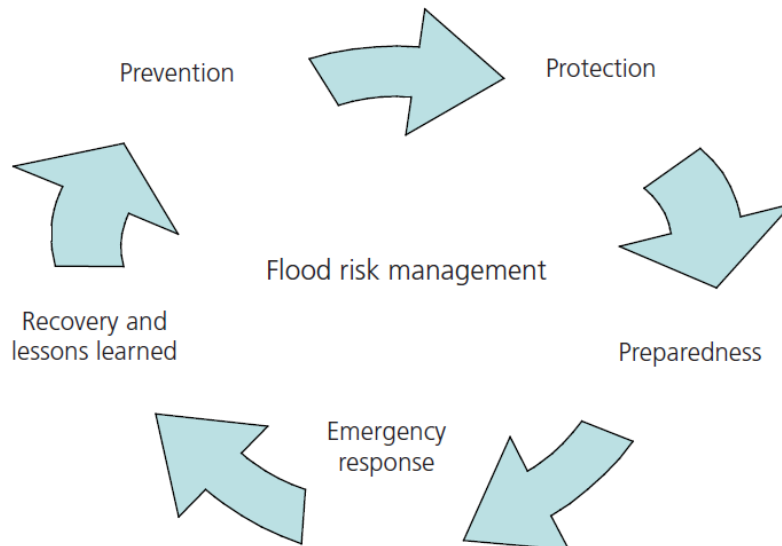 Prevention
Protection
Flood risk management
Recovery and
lessons learned
Preparedness
Emergency
response